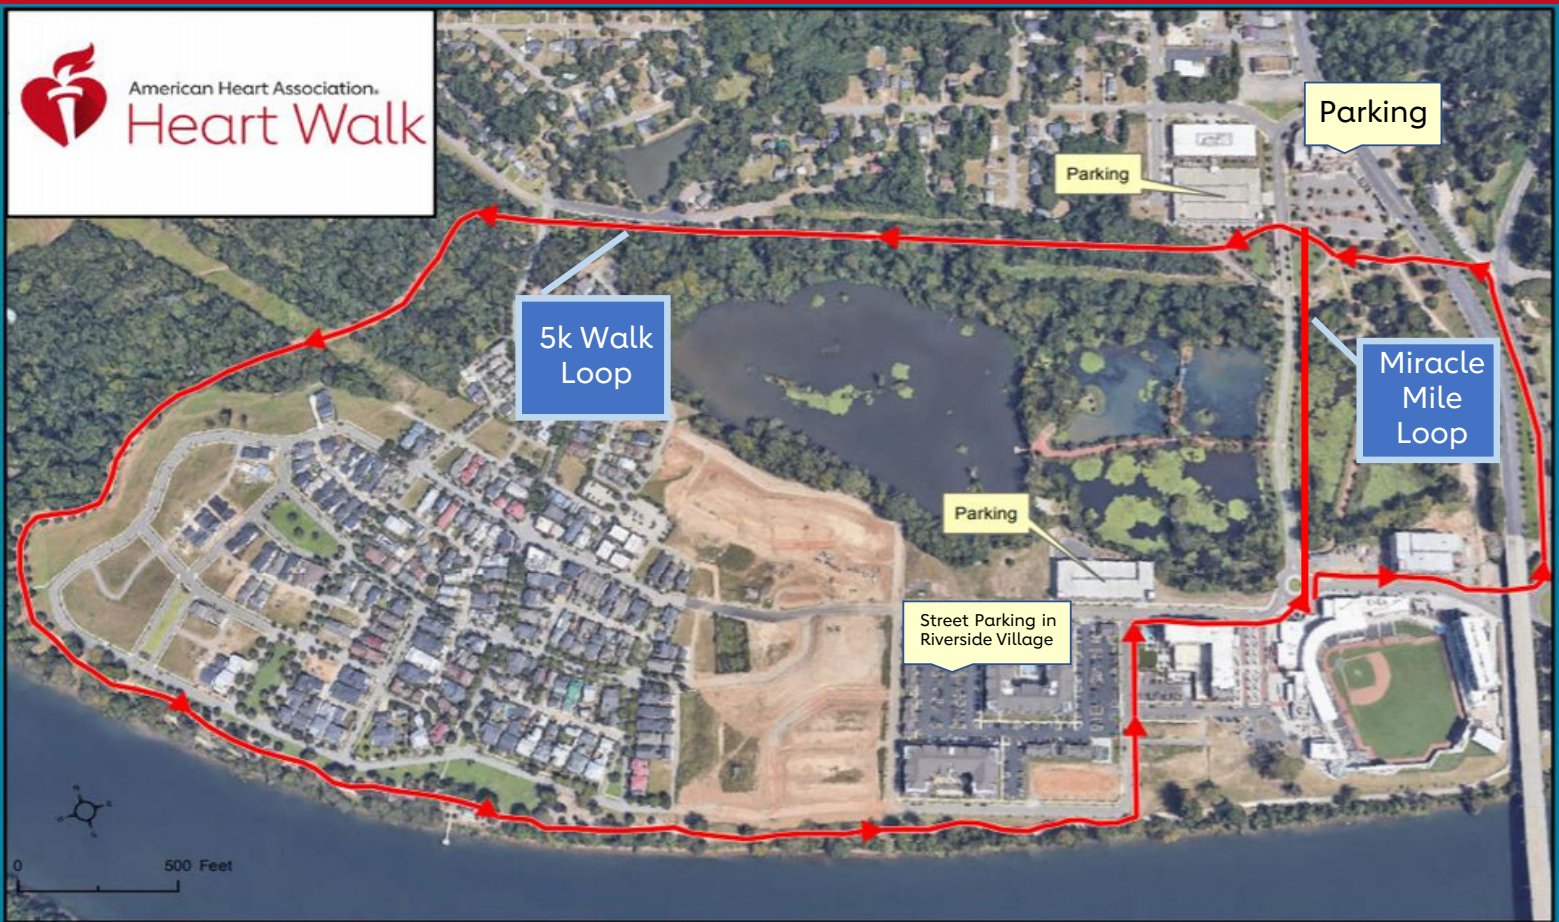 American Heart Association.
Heart Walk
Parking
Parking
5k Walk
Loop
Miracle
Mile
Loop
Parking
Street Parking in
Riverside Village
0 500 Feet